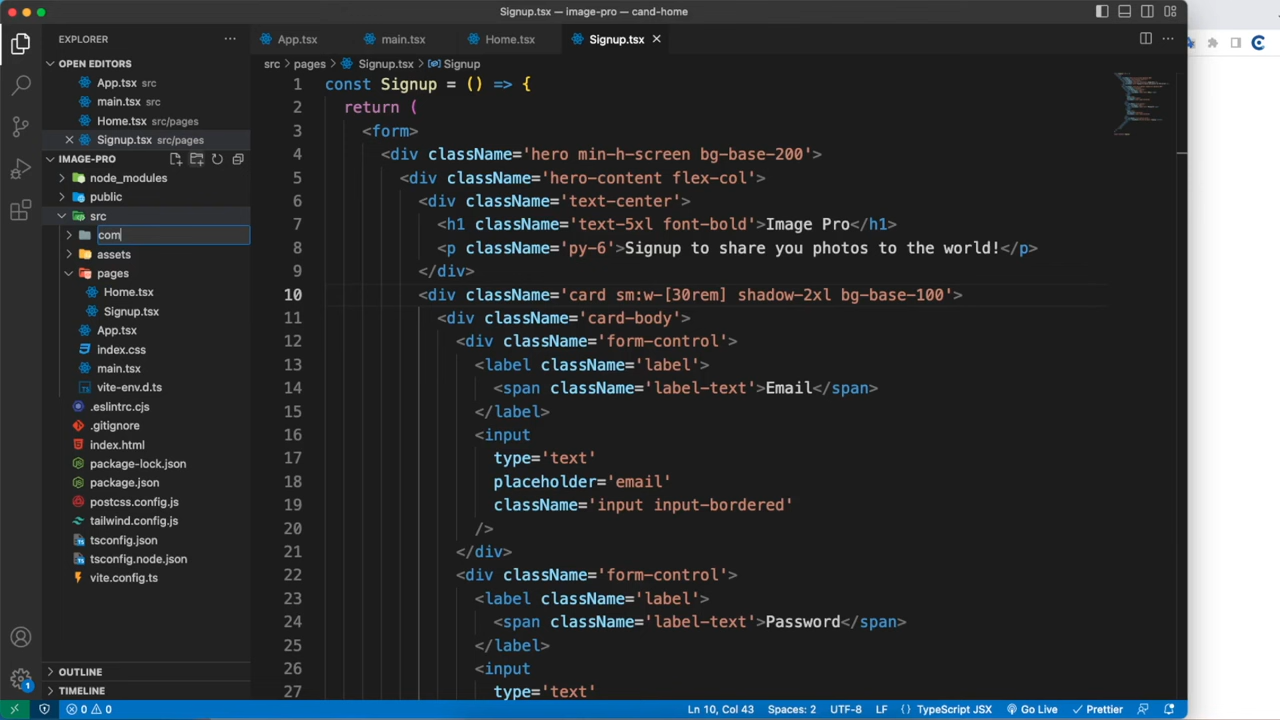 Signup.tsx — image-pro — cand-home
EXPLORER
App.tsx
main.tsx
Home.tsx
Signup.tsx
OPEN EDITORS
App.tsx src
main.tsx src
Home.tsx src/pages
Signup.tsx src/pages
IMAGE-PRO
node_modules
public
src
com
assets
pages
Home.tsx
Signup.tsx
App.tsx
index.css
main.tsx
vite-env.d.ts
.eslintrc.cjs
.gitignore
index.html
package-lock.json
package.json
postcss.config.js
tailwind.config.js
tsconfig.json
tsconfig.node.json
vite.config.ts
OUTLINE
TIMELINE
src > pages > Signup.tsx > Signup
1 const Signup = () => {
2 return (
3 <form>
4 <div className='hero min-h-screen bg-base-200'>
5 <div className='hero-content flex-col'>
6 <div className='text-center'>
7 <h1 className='text-5xl font-bold'>Image Pro</h1>
8 <p className='py-6'>Signup to share you photos to the world!</p>
9 </div>
10 <div className='card sm:w-[30rem] shadow-2xl bg-base-100'>
11 <div className='card-body'>
12 <div className='form-control'>
13 <label className='label'>
14 <span className='label-text'>Email</span>
15 </label>
16 <input
17 type='text'
18 placeholder='email'
19 className='input input-bordered'
20 />
21 </div>
22 <div className='form-control'>
23 <label className='label'>
24 <span className='label-text'>Password</span>
25 </label>
26 <input
27 type='text'
1
0 0
Ln 10, Col 43
Spaces: 2
UTF-8
LF
{} TypeScript JSX
Go Live
Prettier